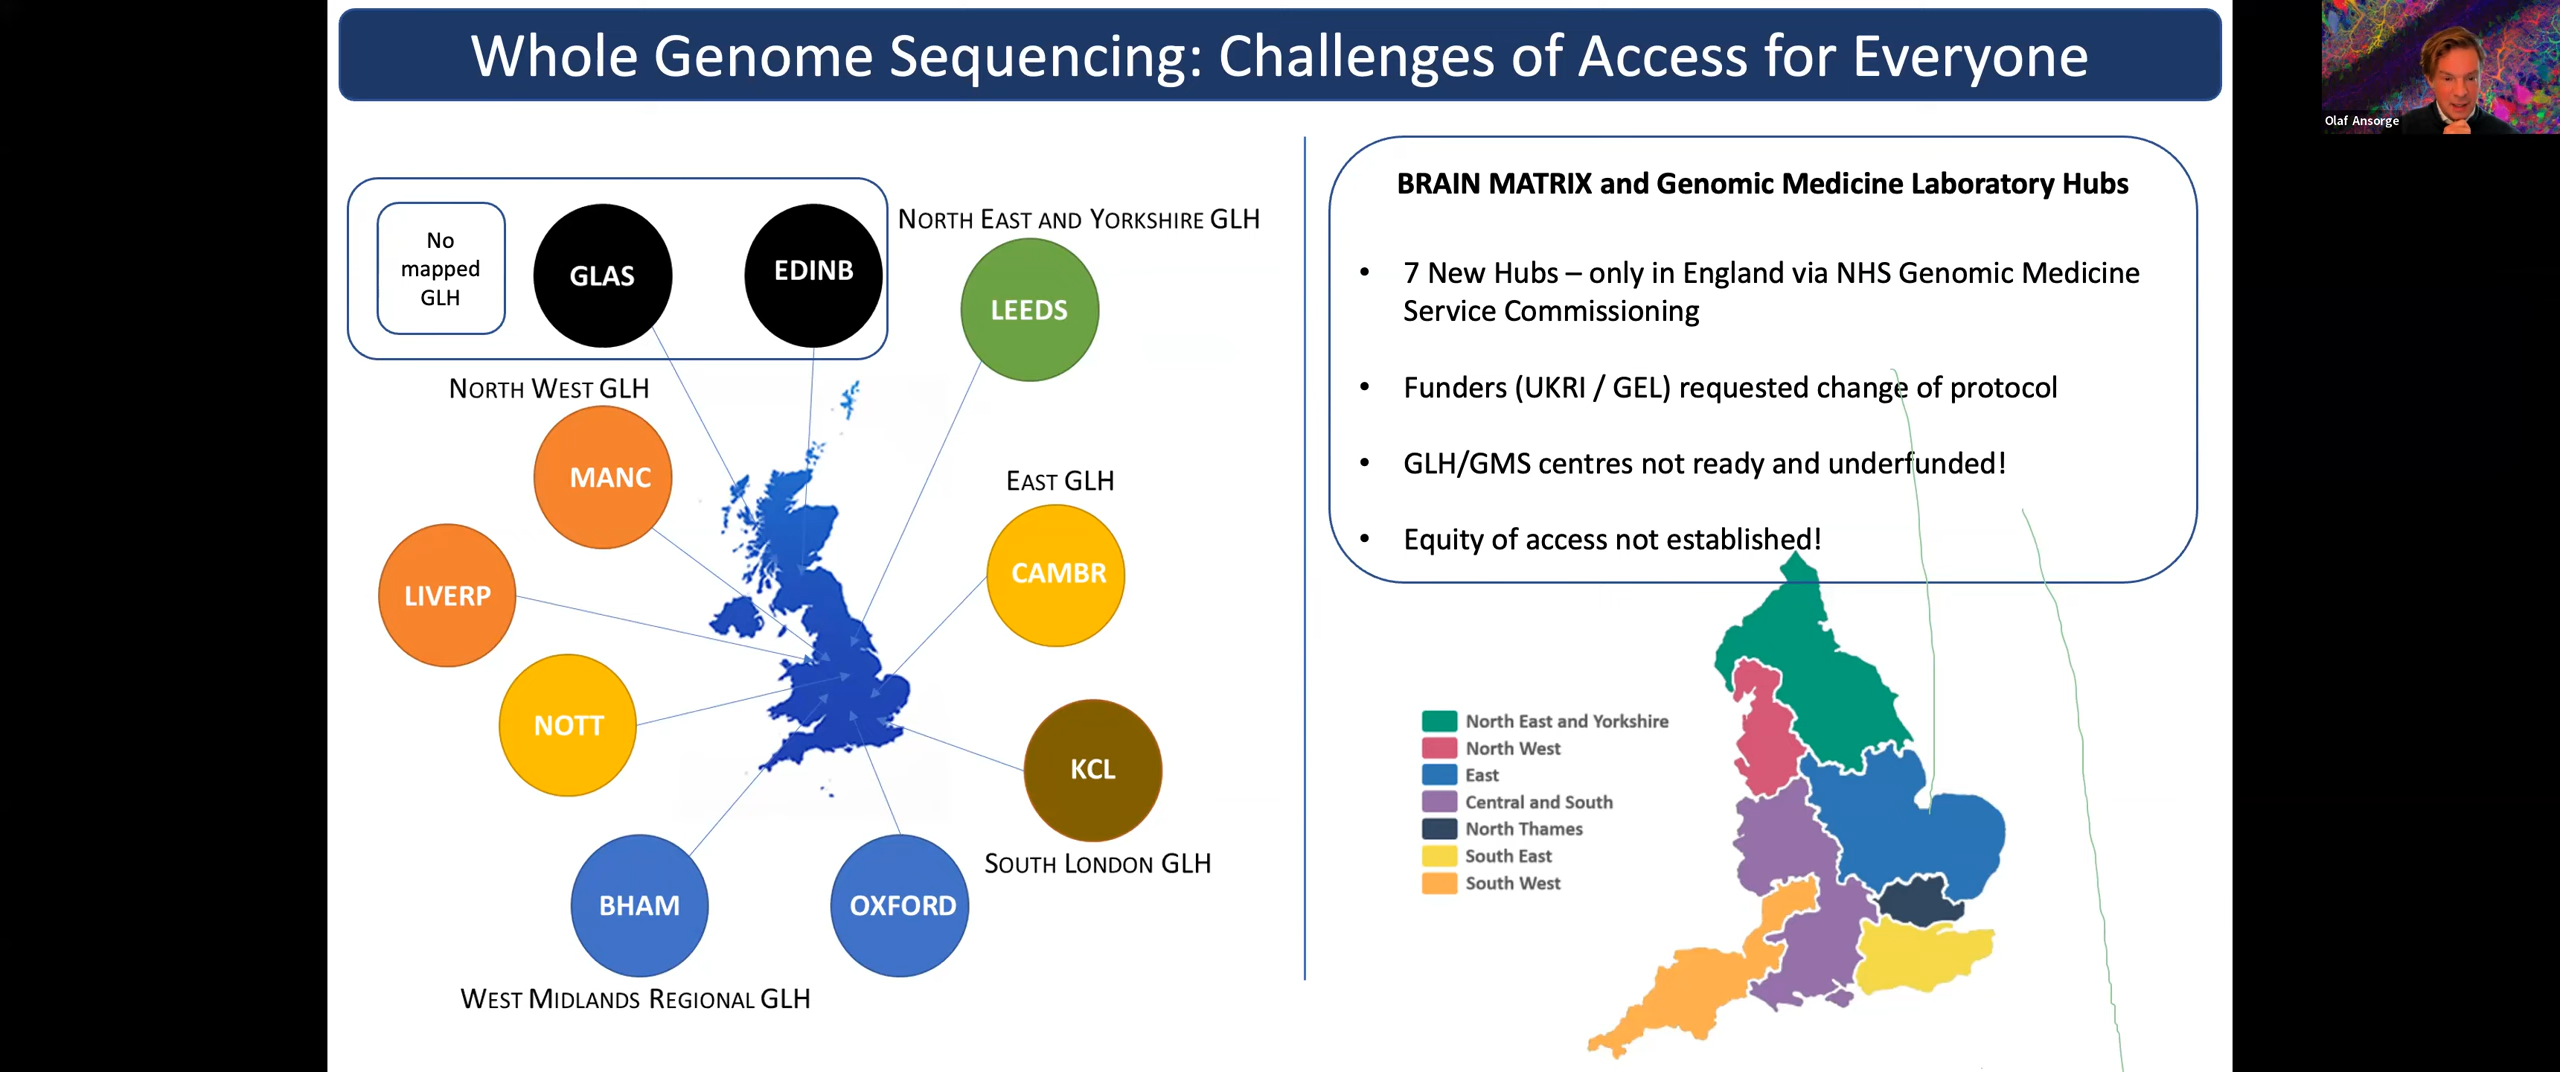 Whole Genome Sequencing: Challenges of Access for Everyone
Olaf Ansorge
No
mapped
GLH
GLAS
EDINB
NORTH EAST AND YORKSHIRE GLH
LEEDS
NORTH WEST GLH
MANC
LIVERP
EAST GLH
CAMBR
NOTT
KCL
SOUTH LONDON GLH
BHAM
OXFORD
WEST MIDLANDS REGIONAL GLH
BRAIN MATRIX and Genomic Medicine Laboratory Hubs
• 7 New Hubs – only in England via NHS Genomic Medicine
Service Commissioning
• Funders (UKRI / GEL) requested change of protocol
• GLH/GMS centres not ready and underfunded!
• Equity of access not established!
North East and Yorkshire
North West
East
Central and South
North Thames
South East
South West